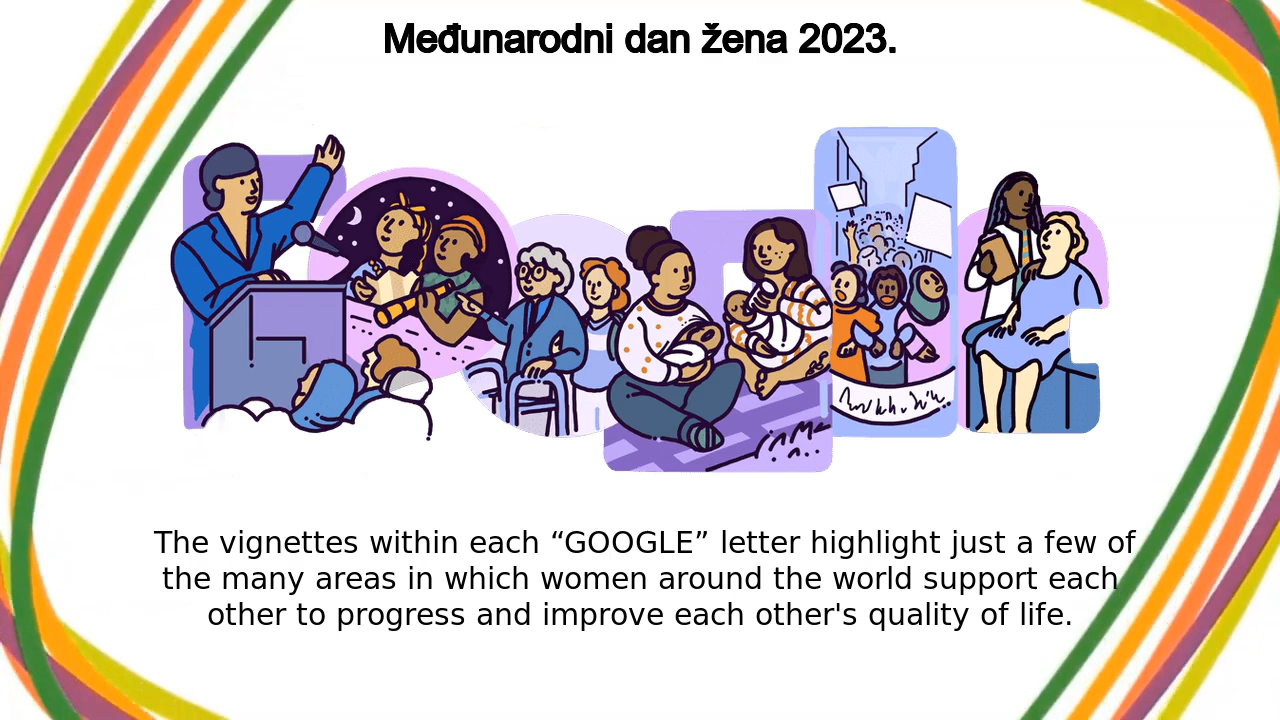 Međunarodni dan žena 2023.
The vignettes within each “GOOGLE” letter highlight just a few of
the many areas in which women around the world support each
other to progress and improve each other's quality of life.